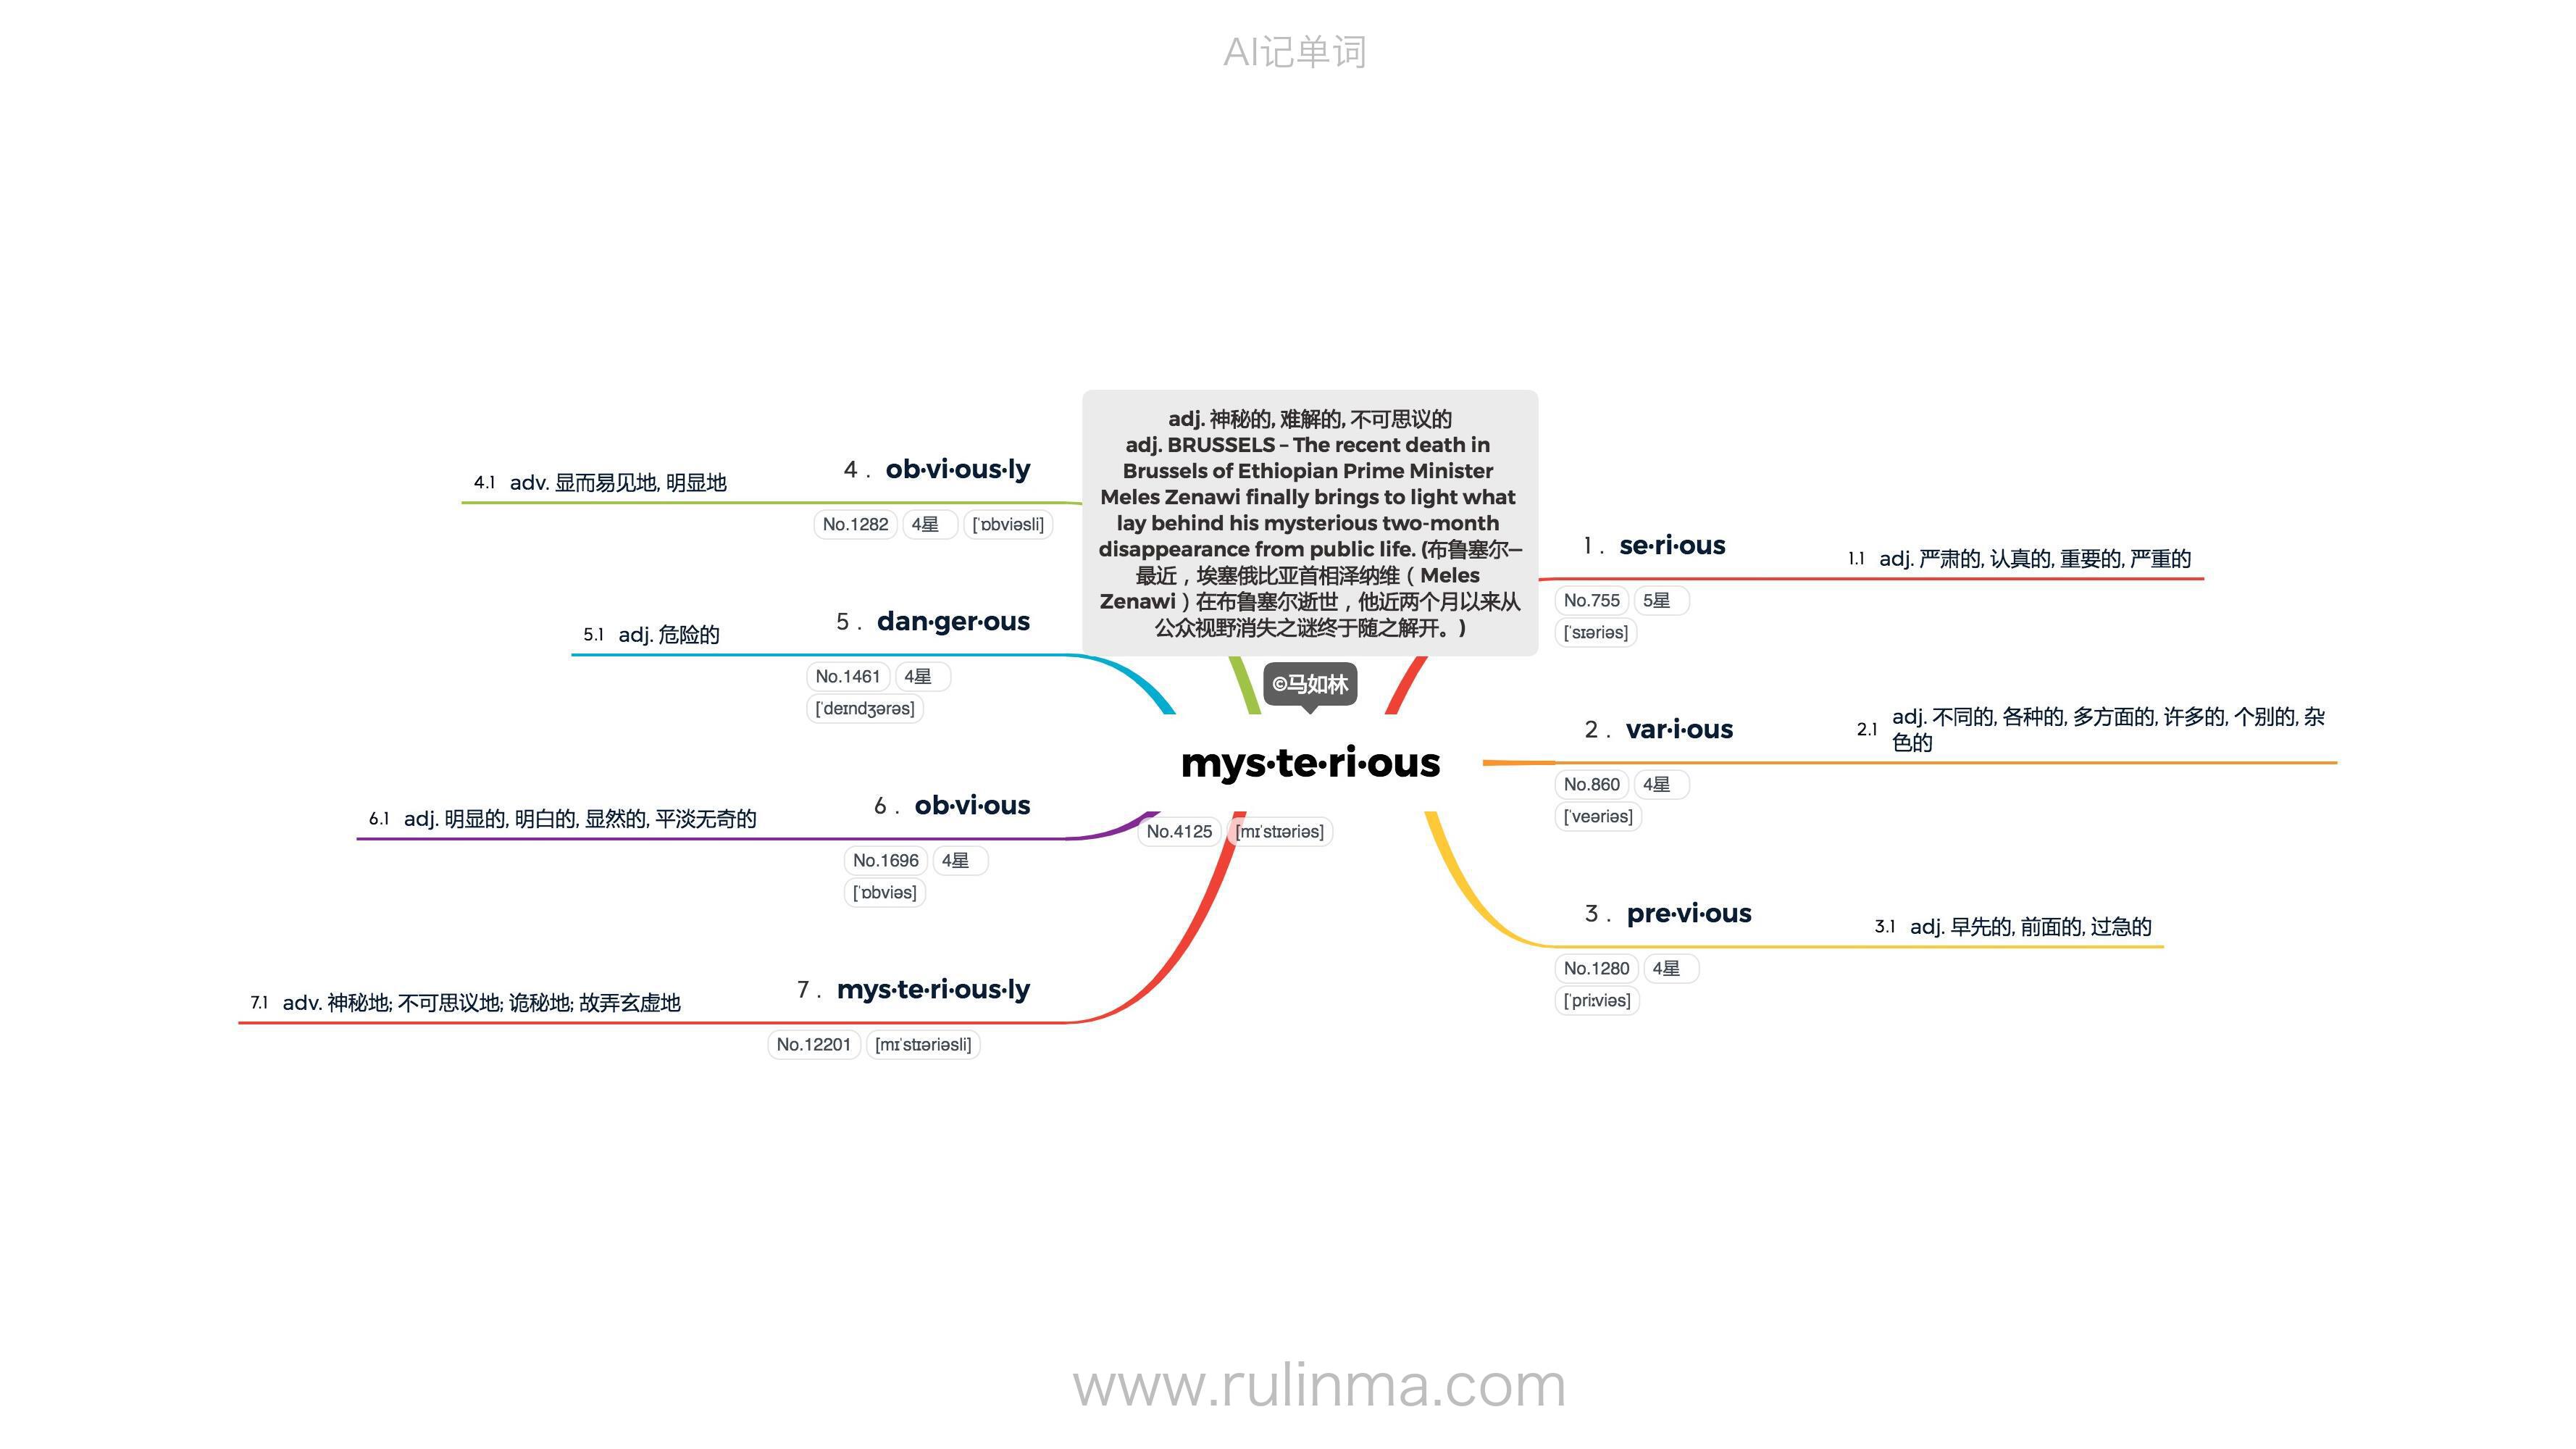 AI记单词
adj. 神秘的, 难解的, 不可思议的
adj. BRUSSELS – The recent death in
Brussels of Ethiopian Prime Minister
Meles Zenawi finally brings to light what
lay behind his mysterious two-month
disappearance from public life. (布鲁塞尔—
最近，埃塞俄比亚首相泽纳维（Meles
Zenawi）在布鲁塞尔逝世，他近两个月以来从
公众视野消失之谜终于随之解开。)
©马如林
mys·te·ri·ous
No.4125 [mɪˈstɪəriəs]
1 . se·ri·ous
No.755 5星
[ˈsɪəriəs]
1.1 adj. 严肃的, 认真的, 重要的, 严重的
2 . var·i·ous
No.860 4星
[ˈveəriəs]
2.1 adj. 不同的, 各种的, 多方面的, 许多的, 个别的, 杂
色的
3 . pre·vi·ous
No.1280 4星
[ˈpriːviəs]
3.1 adj. 早先的, 前面的, 过急的
4 . ob·vi·ous·ly
No.1282 4星 [ˈɒbviəsli]
4.1 adv. 显而易见地, 明显地
5 . dan·ger·ous
No.1461 4星
[ˈdeɪndʒərəs]
5.1 adj. 危险的
6 . ob·vi·ous
No.1696 4星
[ˈɒbviəs]
6.1 adj. 明显的, 明白的, 显然的, 平淡无奇的
7 . mys·te·ri·ous·ly
No.12201 [mɪˈstɪəriəsli]
7.1 adv. 神秘地; 不可思议地; 诡秘地; 故弄玄虚地
www.rulinma.com